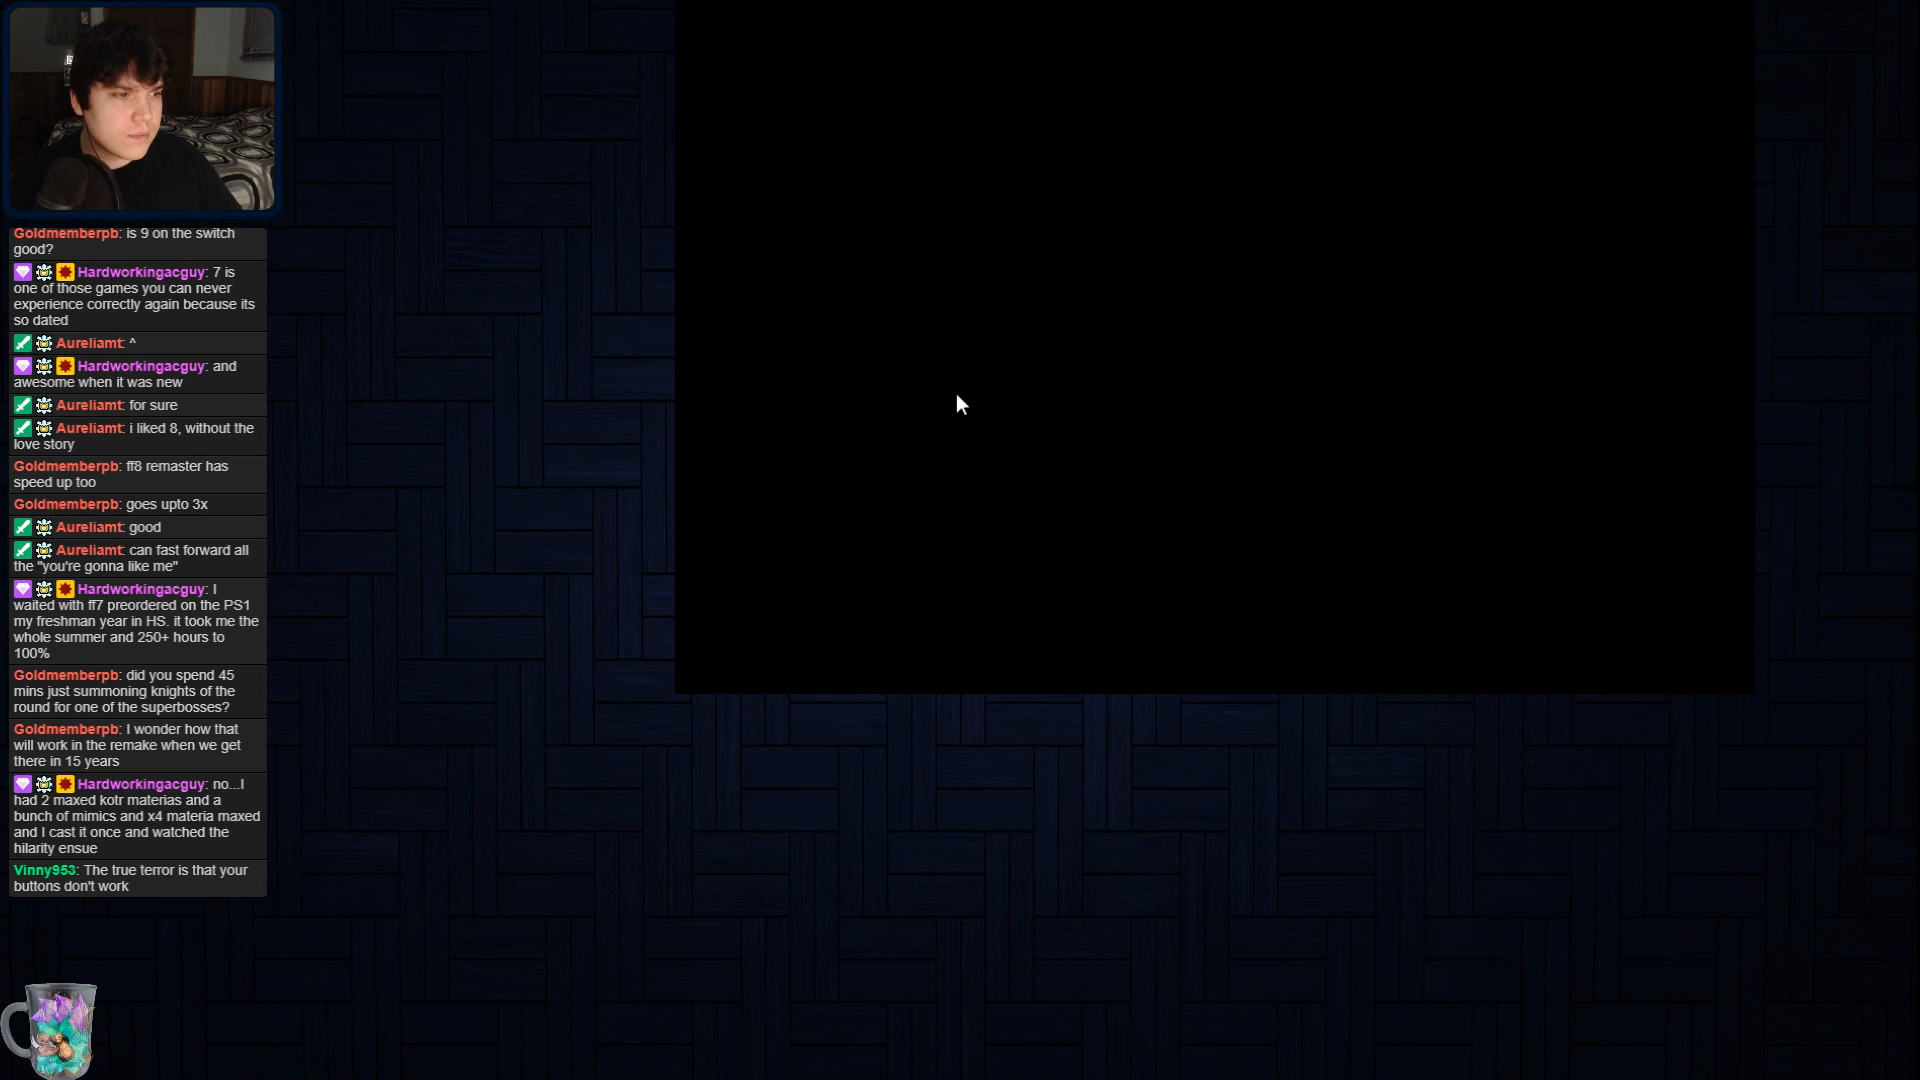 Goldmemberpb: is 9 on the switch
good?
Hardworkingacguy: 7 is
one of those games you can never
experience correctly again because its
so dated
Aureliamt: ^
Hardworkingacguy: and
awesome when it was new
Aureliamt: for sure
Aureliamt: i liked 8, without the
love story
Goldmemberpb: ff8 remaster has
speed up too
Goldmemberpb: goes upto 3x
Aureliamt: good
Aureliamt: can fast forward all
the "you're gonna like me"
Hardworkingacguy: I
waited with ff7 preordered on the PS1
my freshman year in HS. it took me the
whole summer and 250+ hours to
100%
Goldmemberpb: did you spend 45
mins just summoning knights of the
round for one of the superbosses?
Goldmemberpb: I wonder how that
will work in the remake when we get
there in 15 years
Hardworkingacguy: no...I
had 2 maxed kotr materias and a
bunch of mimics and x4 materia maxed
and I cast it once and watched the
hilarity ensue
Vinny953: The true terror is that your
buttons don't work